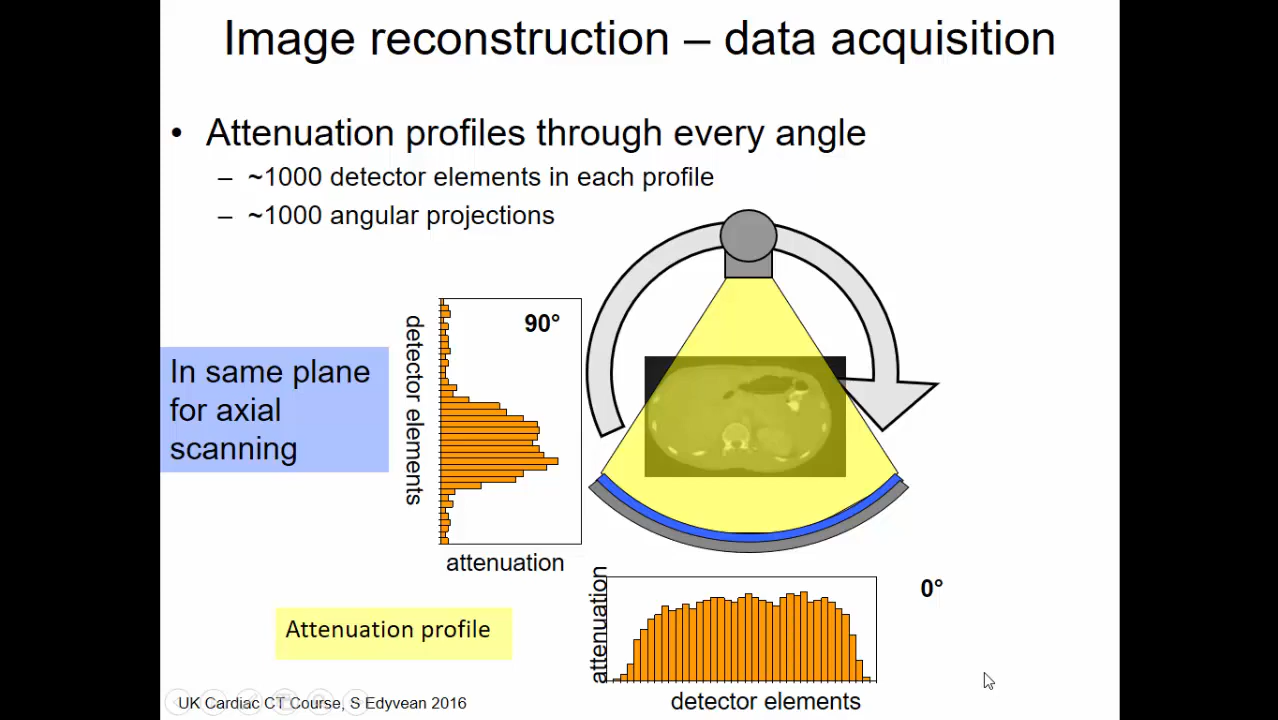 Image reconstruction – data acquisition
• Attenuation profiles through every angle
– ~1000 detector elements in each profile
– ~1000 angular projections
90°
detector elements
attenuation
In same plane
for axial
scanning
0°
attenuation
detector elements
Attenuation profile
UK Cardiac CT Course, S Edyvean 2016